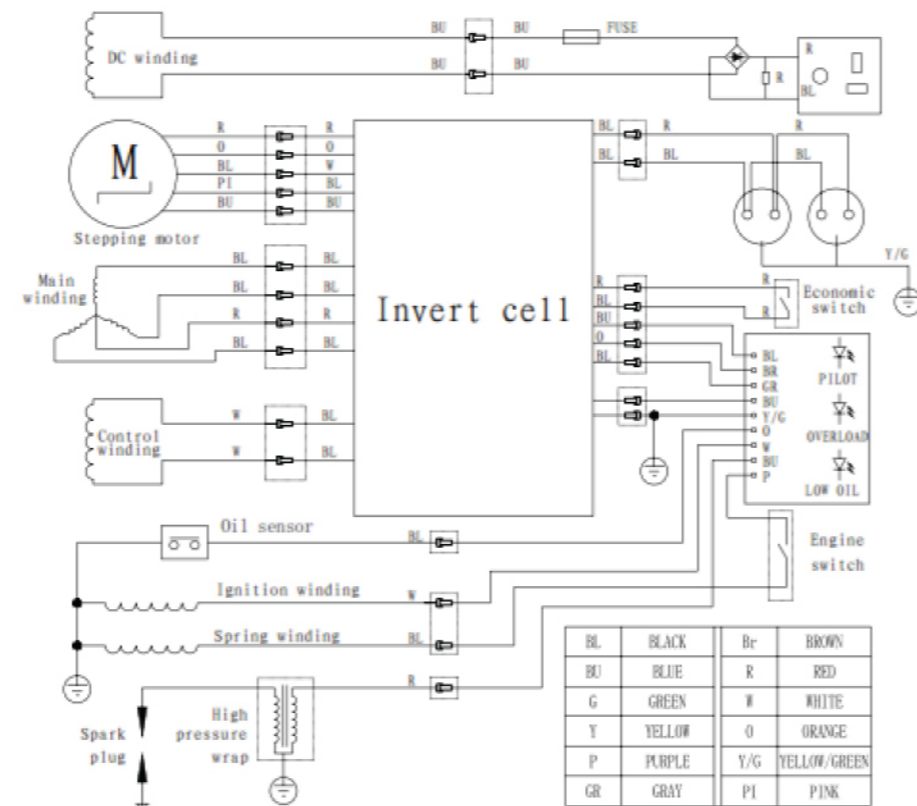 BU
BU
FUSE
DC winding
BU
BU
R
R
BL
R
R
O
O
BL
W
PI
BL
BU
BU
M
Stepping motor
BL
R
R
BL
BL
BL
Y/G
Main
winding
BL
BL
BL
BL
R
R
BL
BL
Invert cell
R
BL
BU
O
BL
R
R
Economic
switch
BL
BR
GR
BU
Y/G
O
W
BU
P
PILOT
OVERLOAD
LOW OIL
Control
winding
W
BL
W
BL
Oil sensor
BL
Engine
switch
Ignition winding
W
Spring winding
BL
R
Spark
plug
High
pressure
wrap
BL BLACK Br BROWN
BU BLUE R RED
G GREEN W WHITE
Y YELLOW O ORANGE
P PURPLE Y/G YELLOW/GREEN
GR GRAY PI PINK